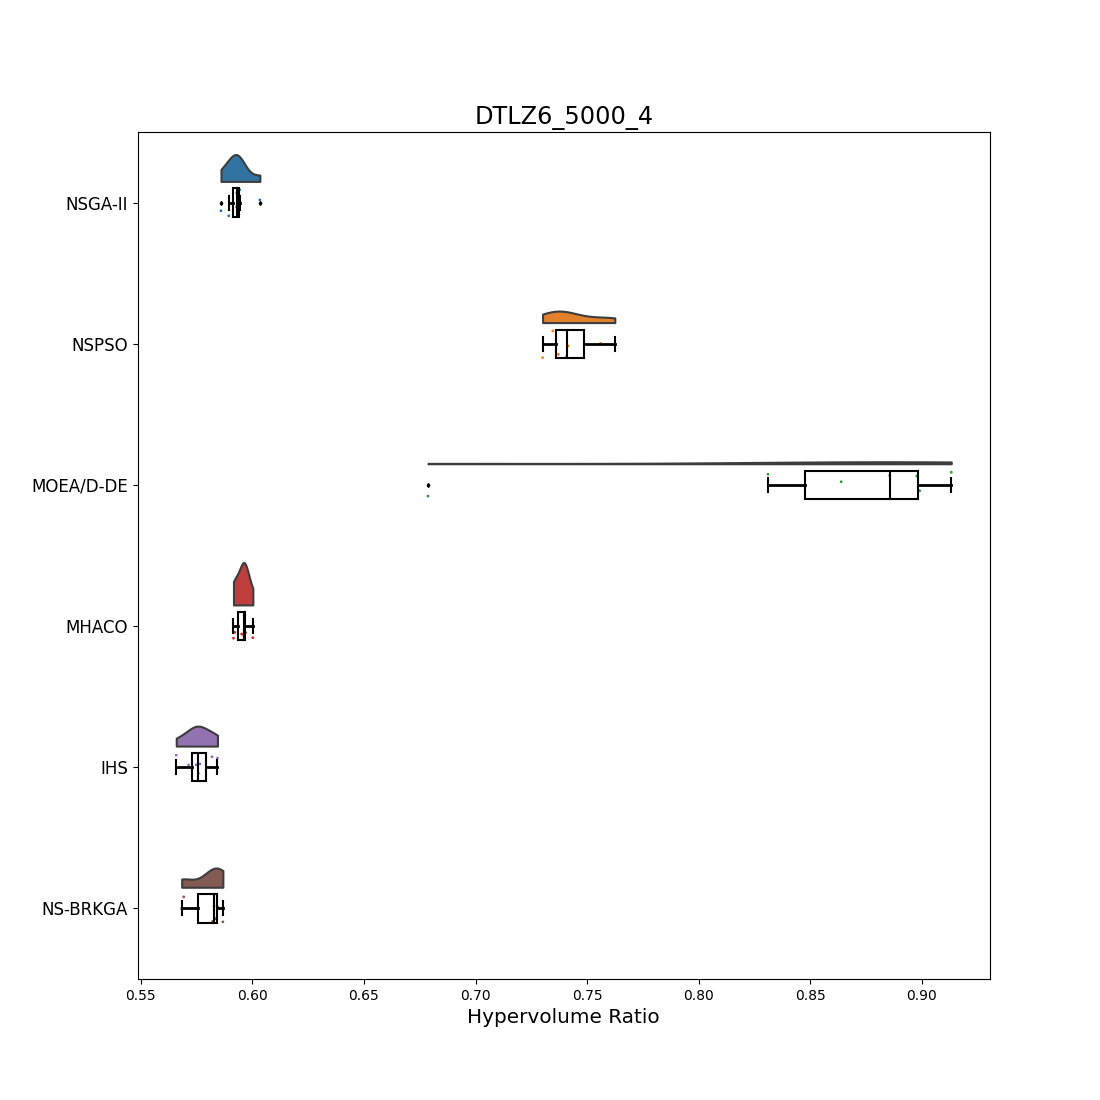 DTLZ6_5000_4
NSGA-II
NSPSO
MOEA/D-DE
MHACO
IHS
NS-BRKGA
0.55 0.60 0.65 0.70 0.75 0.80 0.85 0.90
Hypervolume Ratio